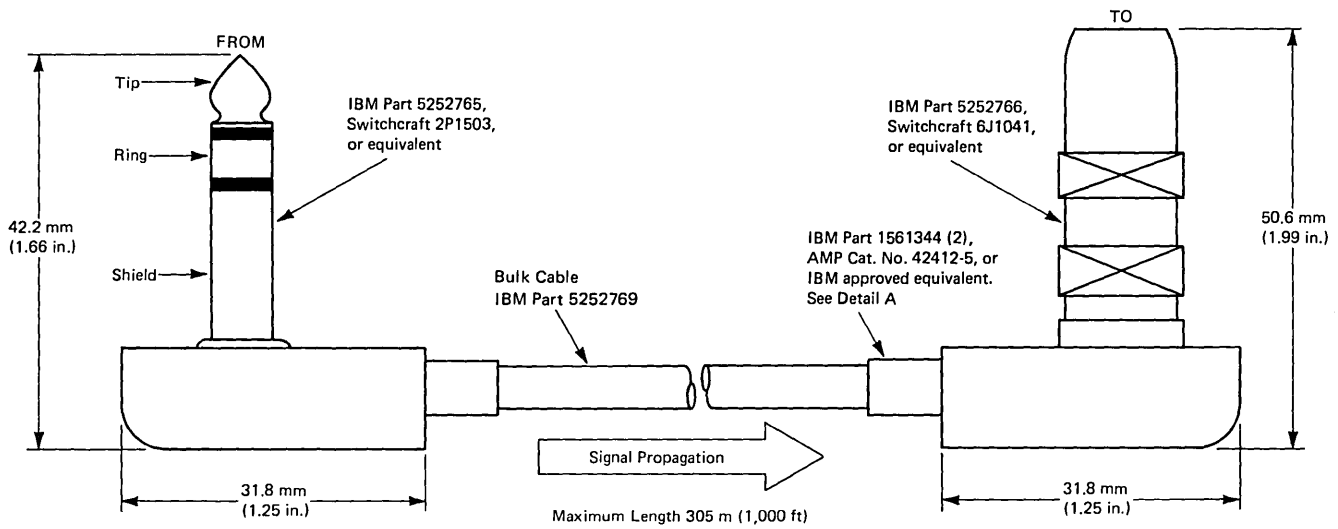 FROM
Tip
Ring
Shield
42.2 mm
(1.66 in.)
IBM Part 5252765,
Switchcraft 2P1503,
or equivalent
Bulk Cable
IBM Part 5252769
TO
IBM Part 5252766,
Switchcraft 6J1041,
or equivalent
IBM Part 1561344 (2),
AMP Cat. No. 42412-5, or
IBM approved equivalent.
See Detail A
50.6 mm
(1.99 in.)
Signal Propagation
31.8 mm
(1.25 in.)
31.8 mm
(1.25 in.)
Maximum Length 305 m (1,000 ft)